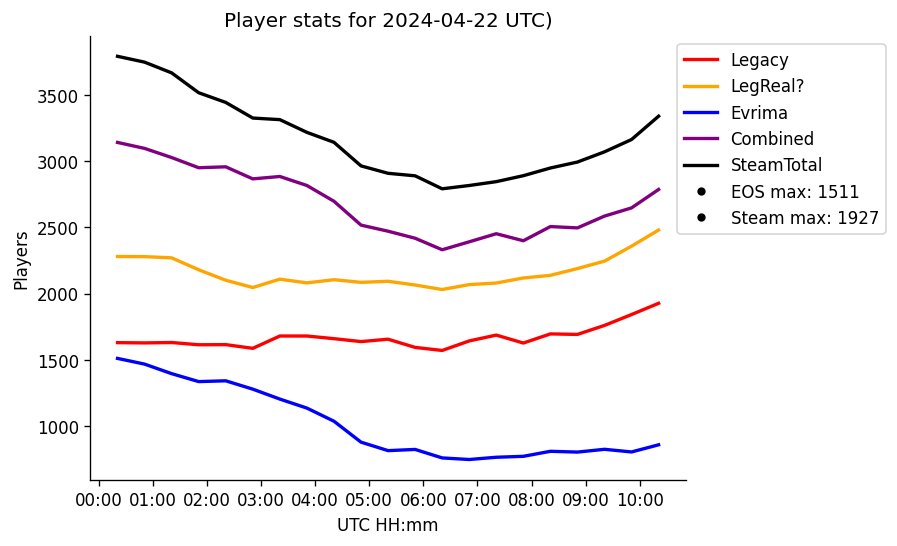 Player stats for 2024-04-22 UTC)
Legacy
LegReal?
Evrima
Combined
SteamTotal
EOS max: 1511
Steam max: 1927
3500
3000
2500
2000
1500
1000
Players
00:00 01:00 02:00 03:00 04:00 05:00 06:00 07:00 08:00 09:00 10:00
UTC HH:mm